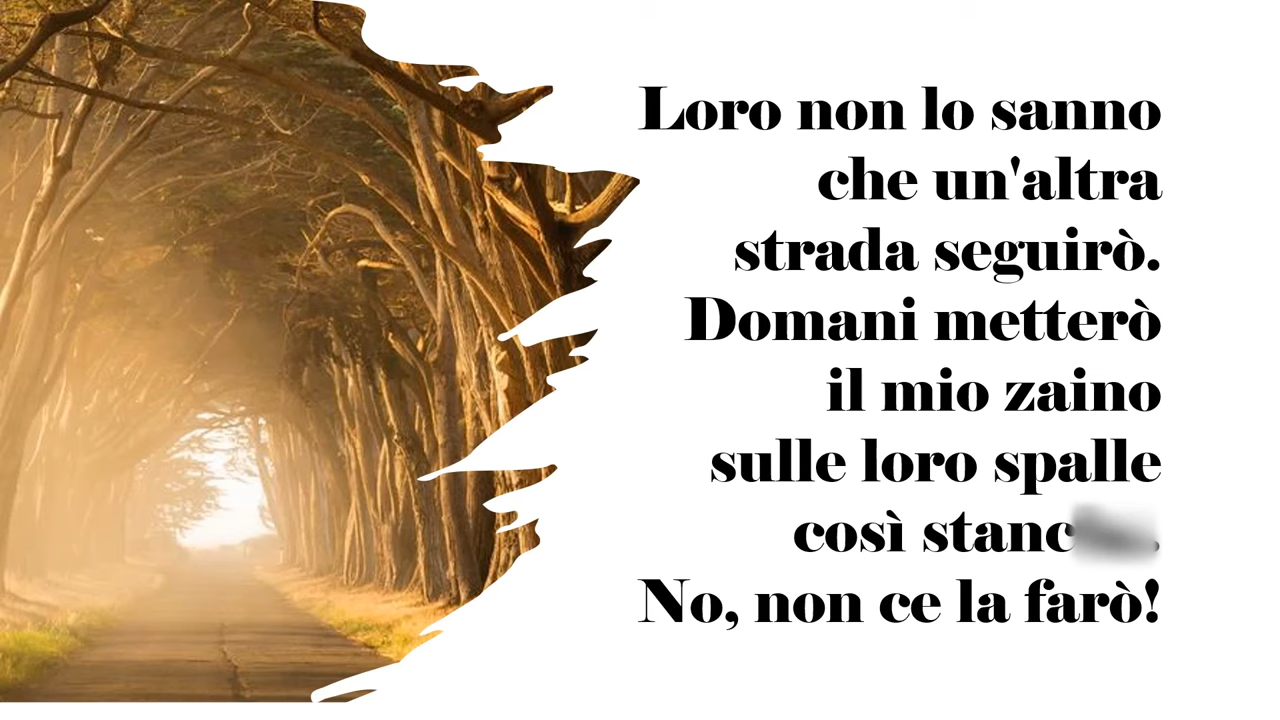 Loro non lo sanno
che un'altra
strada seguirò.
Domani metterò
il mio zaino
sulle loro spalle
così
No, non ce la farò!